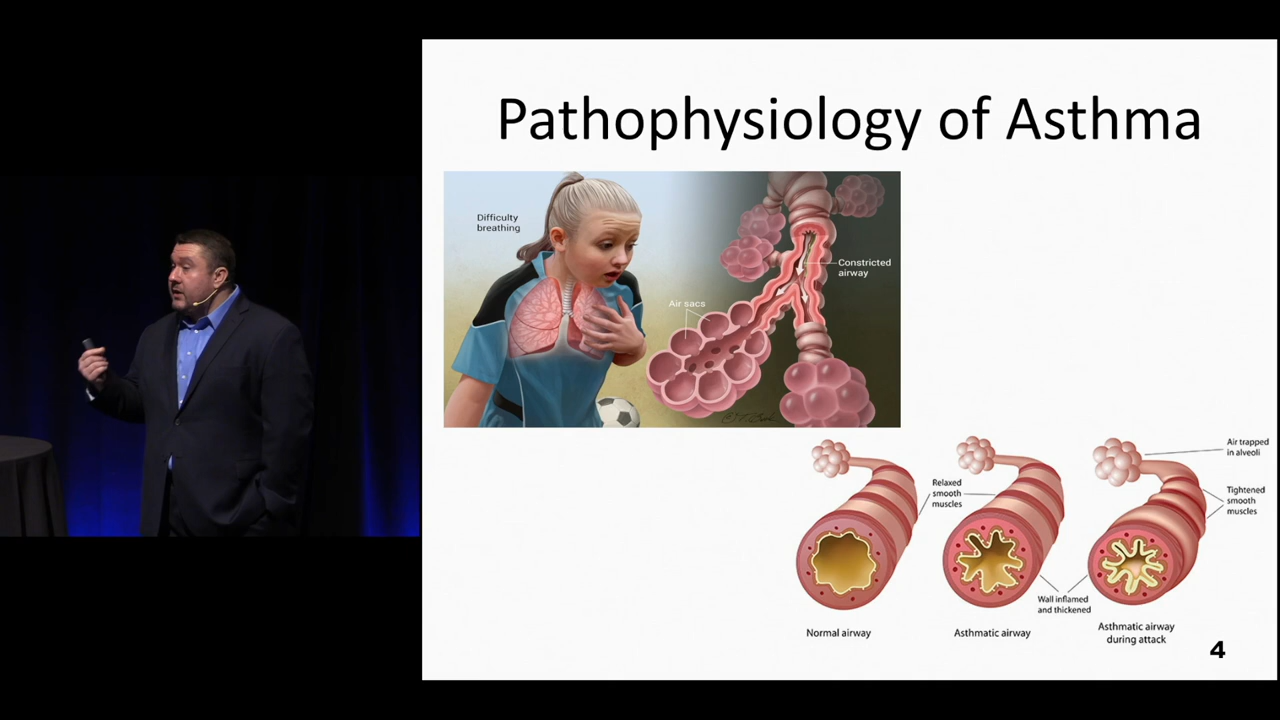 Pathophysiology of Asthma
Difficulty
breathing
Constricted
airway
Air sacs
Air trapped
in alveoli
Relaxed
smooth
muscles
Tightened
smooth
muscles
Wall inflamed
and thickened
Normal airway
Asthmatic airway
Asthmatic airway
during attack
4